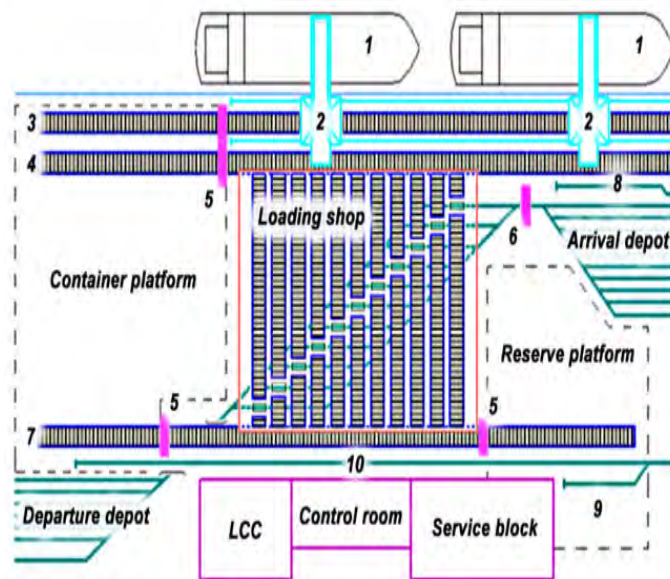 1
1
2
2
3
4
5
8
Loading shop
6
Arrival depot
Container platform
Reserve platform
5
5
7
10
Departure depot
LCC
Control room
Service block
9